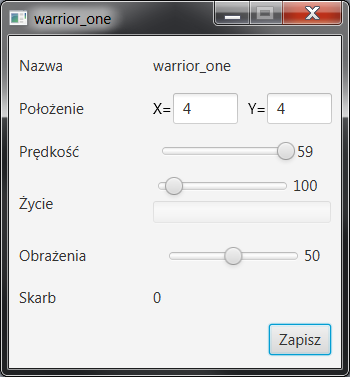 warrior_one
Nazwa warrior_one
Położenie X= 4 Y= 4
Prędkość 59
100
Życie
Obrażenia 50
Skarb 0
Zapisz